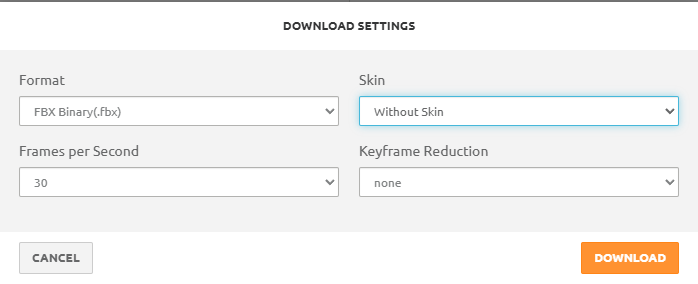 DOWNLOAD SETTINGS
Format Skin
FBX Binary(.fbx) Without Skin
Frames per Second Keyframe Reduction
30 none
CANCEL DOWNLOAD